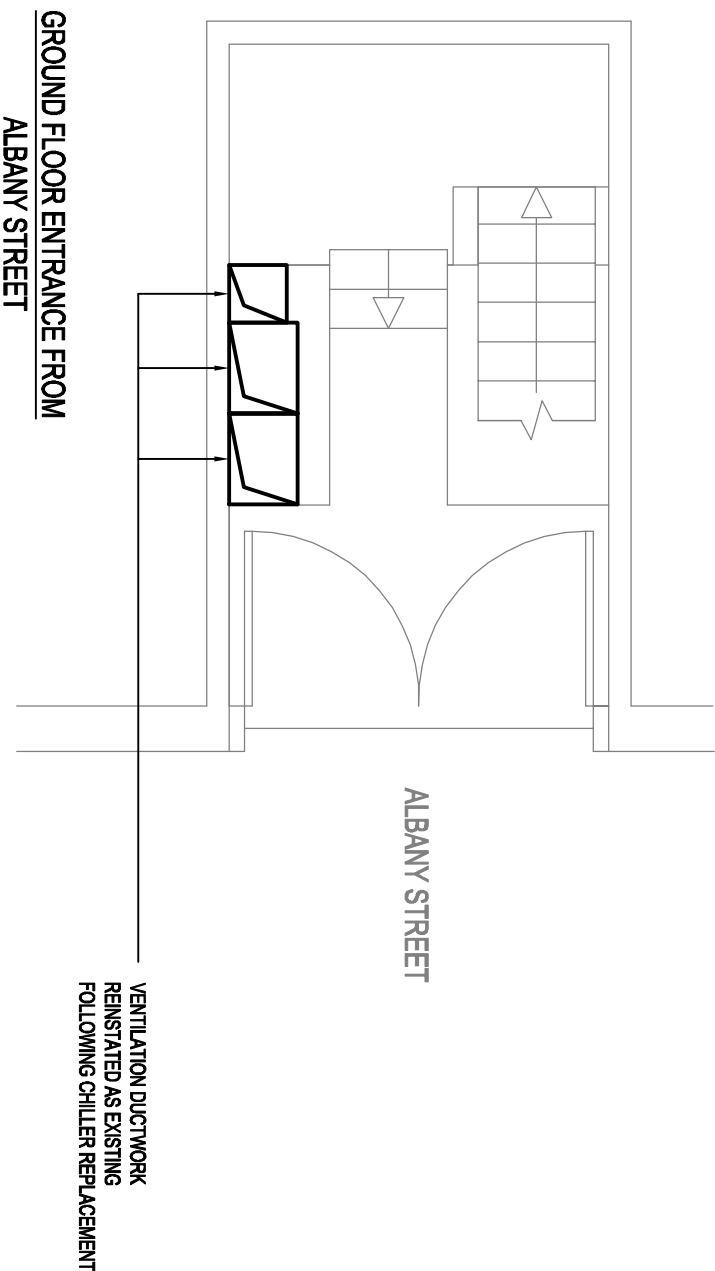 GROUND FLOOR ENTRANCE FROM
ALBANY STREET
ALBANY STREET
VENTILATION DUCTWORK
REINSTATED AS EXISTING
FOLLOWING CHILLER REPLACEMENT